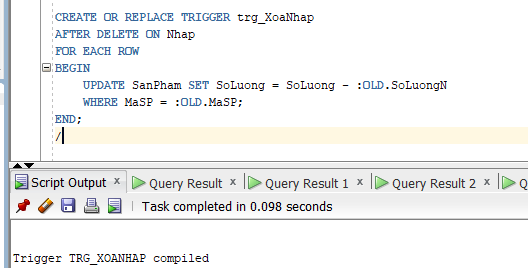 CREATE OR REPLACE TRIGGER trg_XoaNhap
AFTER DELETE ON Nhap
FOR EACH ROW
BEGIN
UPDATE SanPham SET SoLuong = SoLuong - :OLD.SoLuongN
WHERE MaSP = :OLD.MaSP;
END;
/
Script Output x Query Result x Query Result 1 x Query Result 2 x Q
Task completed in 0.098 seconds
Trigger TRG_XOANHAP compiled